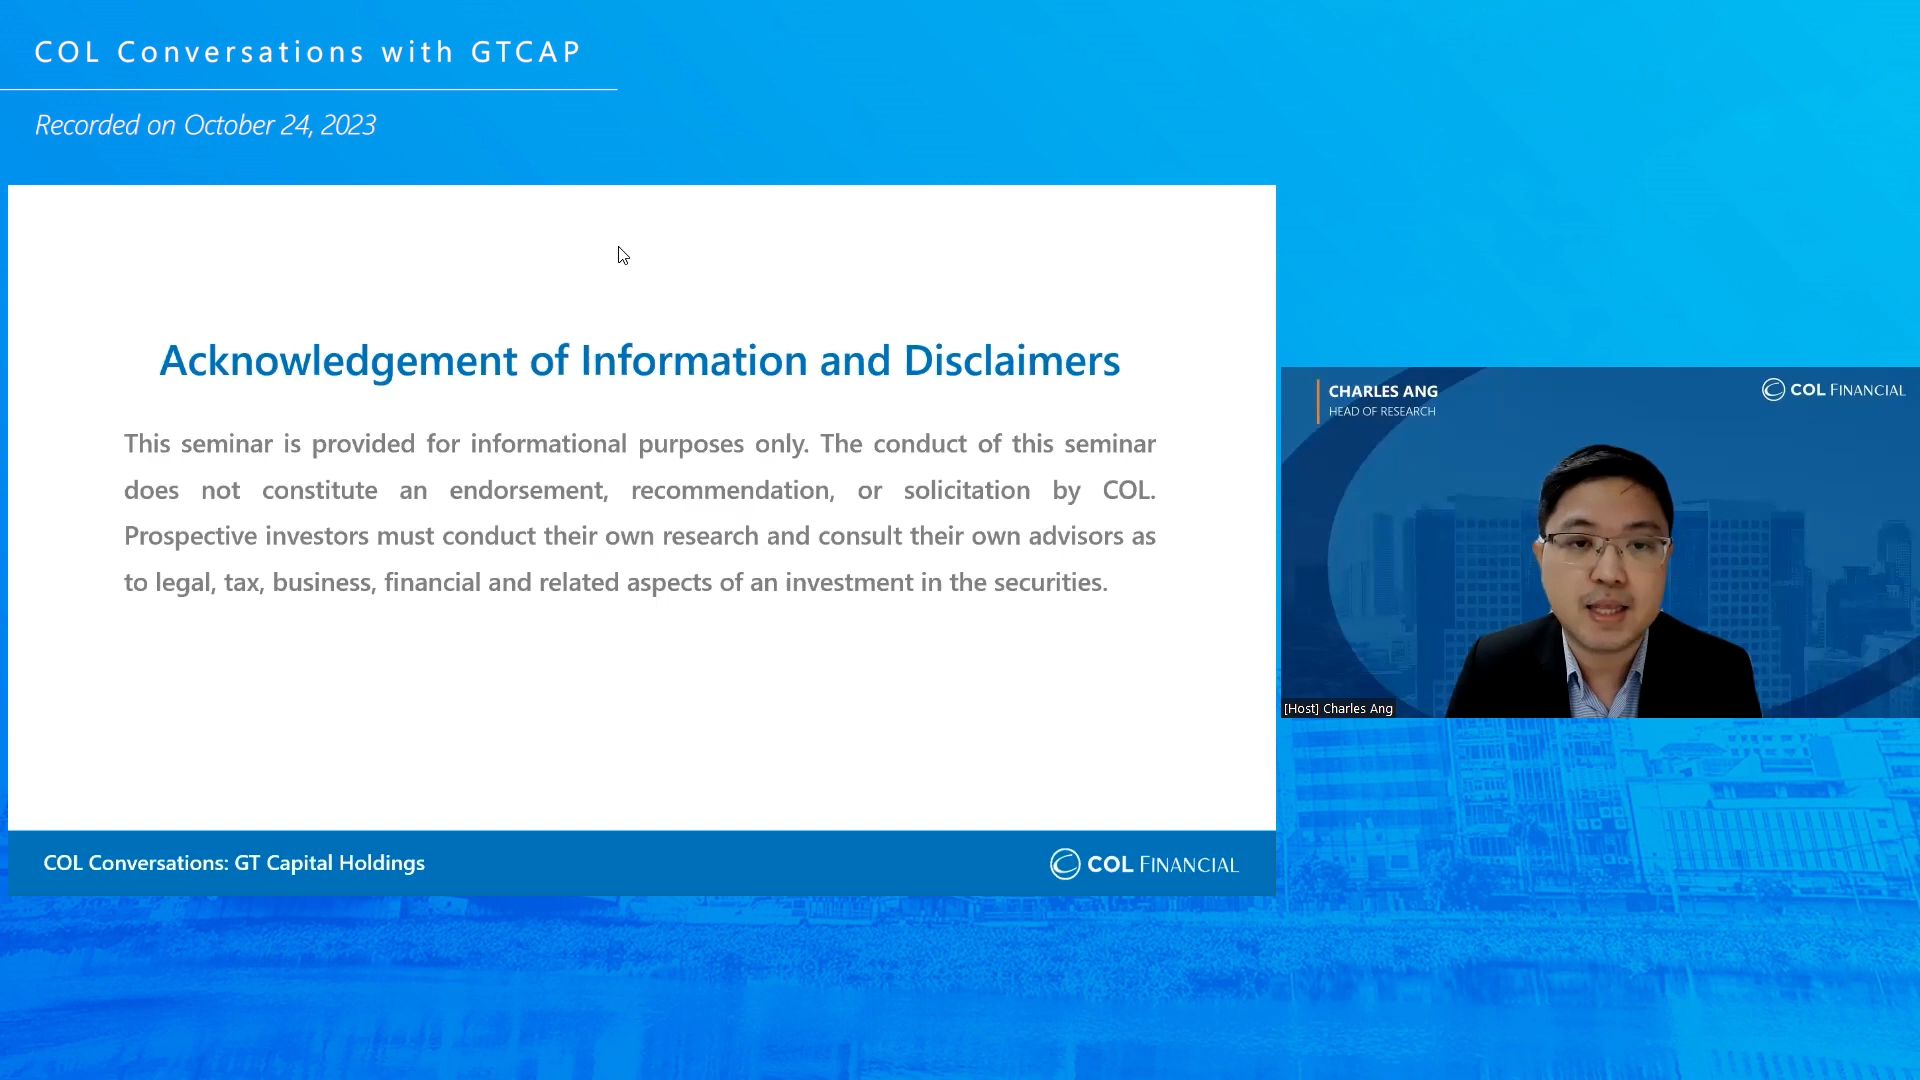 COL Conversations with GTCAP
Recorded on October 24, 2023
Acknowledgement of Information and Disclaimers
This seminar is provided for informational purposes only. The conduct of this seminar
does not constitute an endorsement, recommendation, or solicitation by COL.
Prospective investors must conduct their own research and consult their own advisors as
to legal, tax, business, financial and related aspects of an investment in the securities.
COL Conversations: GT Capital Holdings
COL FINANCIAL
CHARLES ANG
HEAD OF RESEARCH
COL FINANCIAL
[Host] Charles Ang